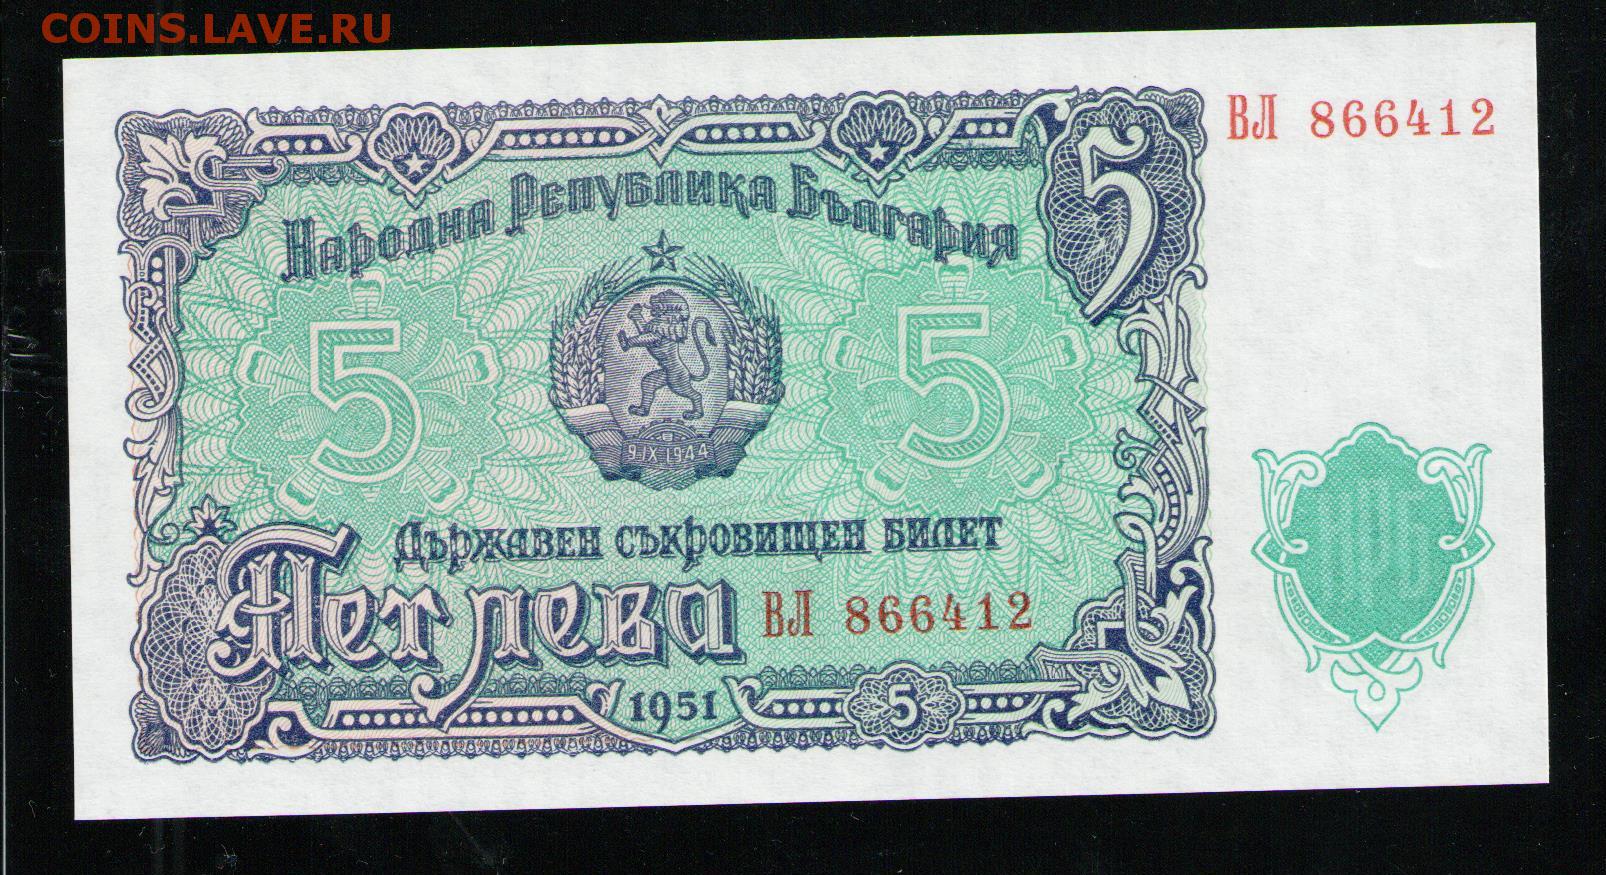 COINS.LAVE.RU
ВЛ 866412
5
Народна Република България
5 5
9·IX·1944
Държавен съкровищен билет
Пет лева
ВЛ 866412
1951
5